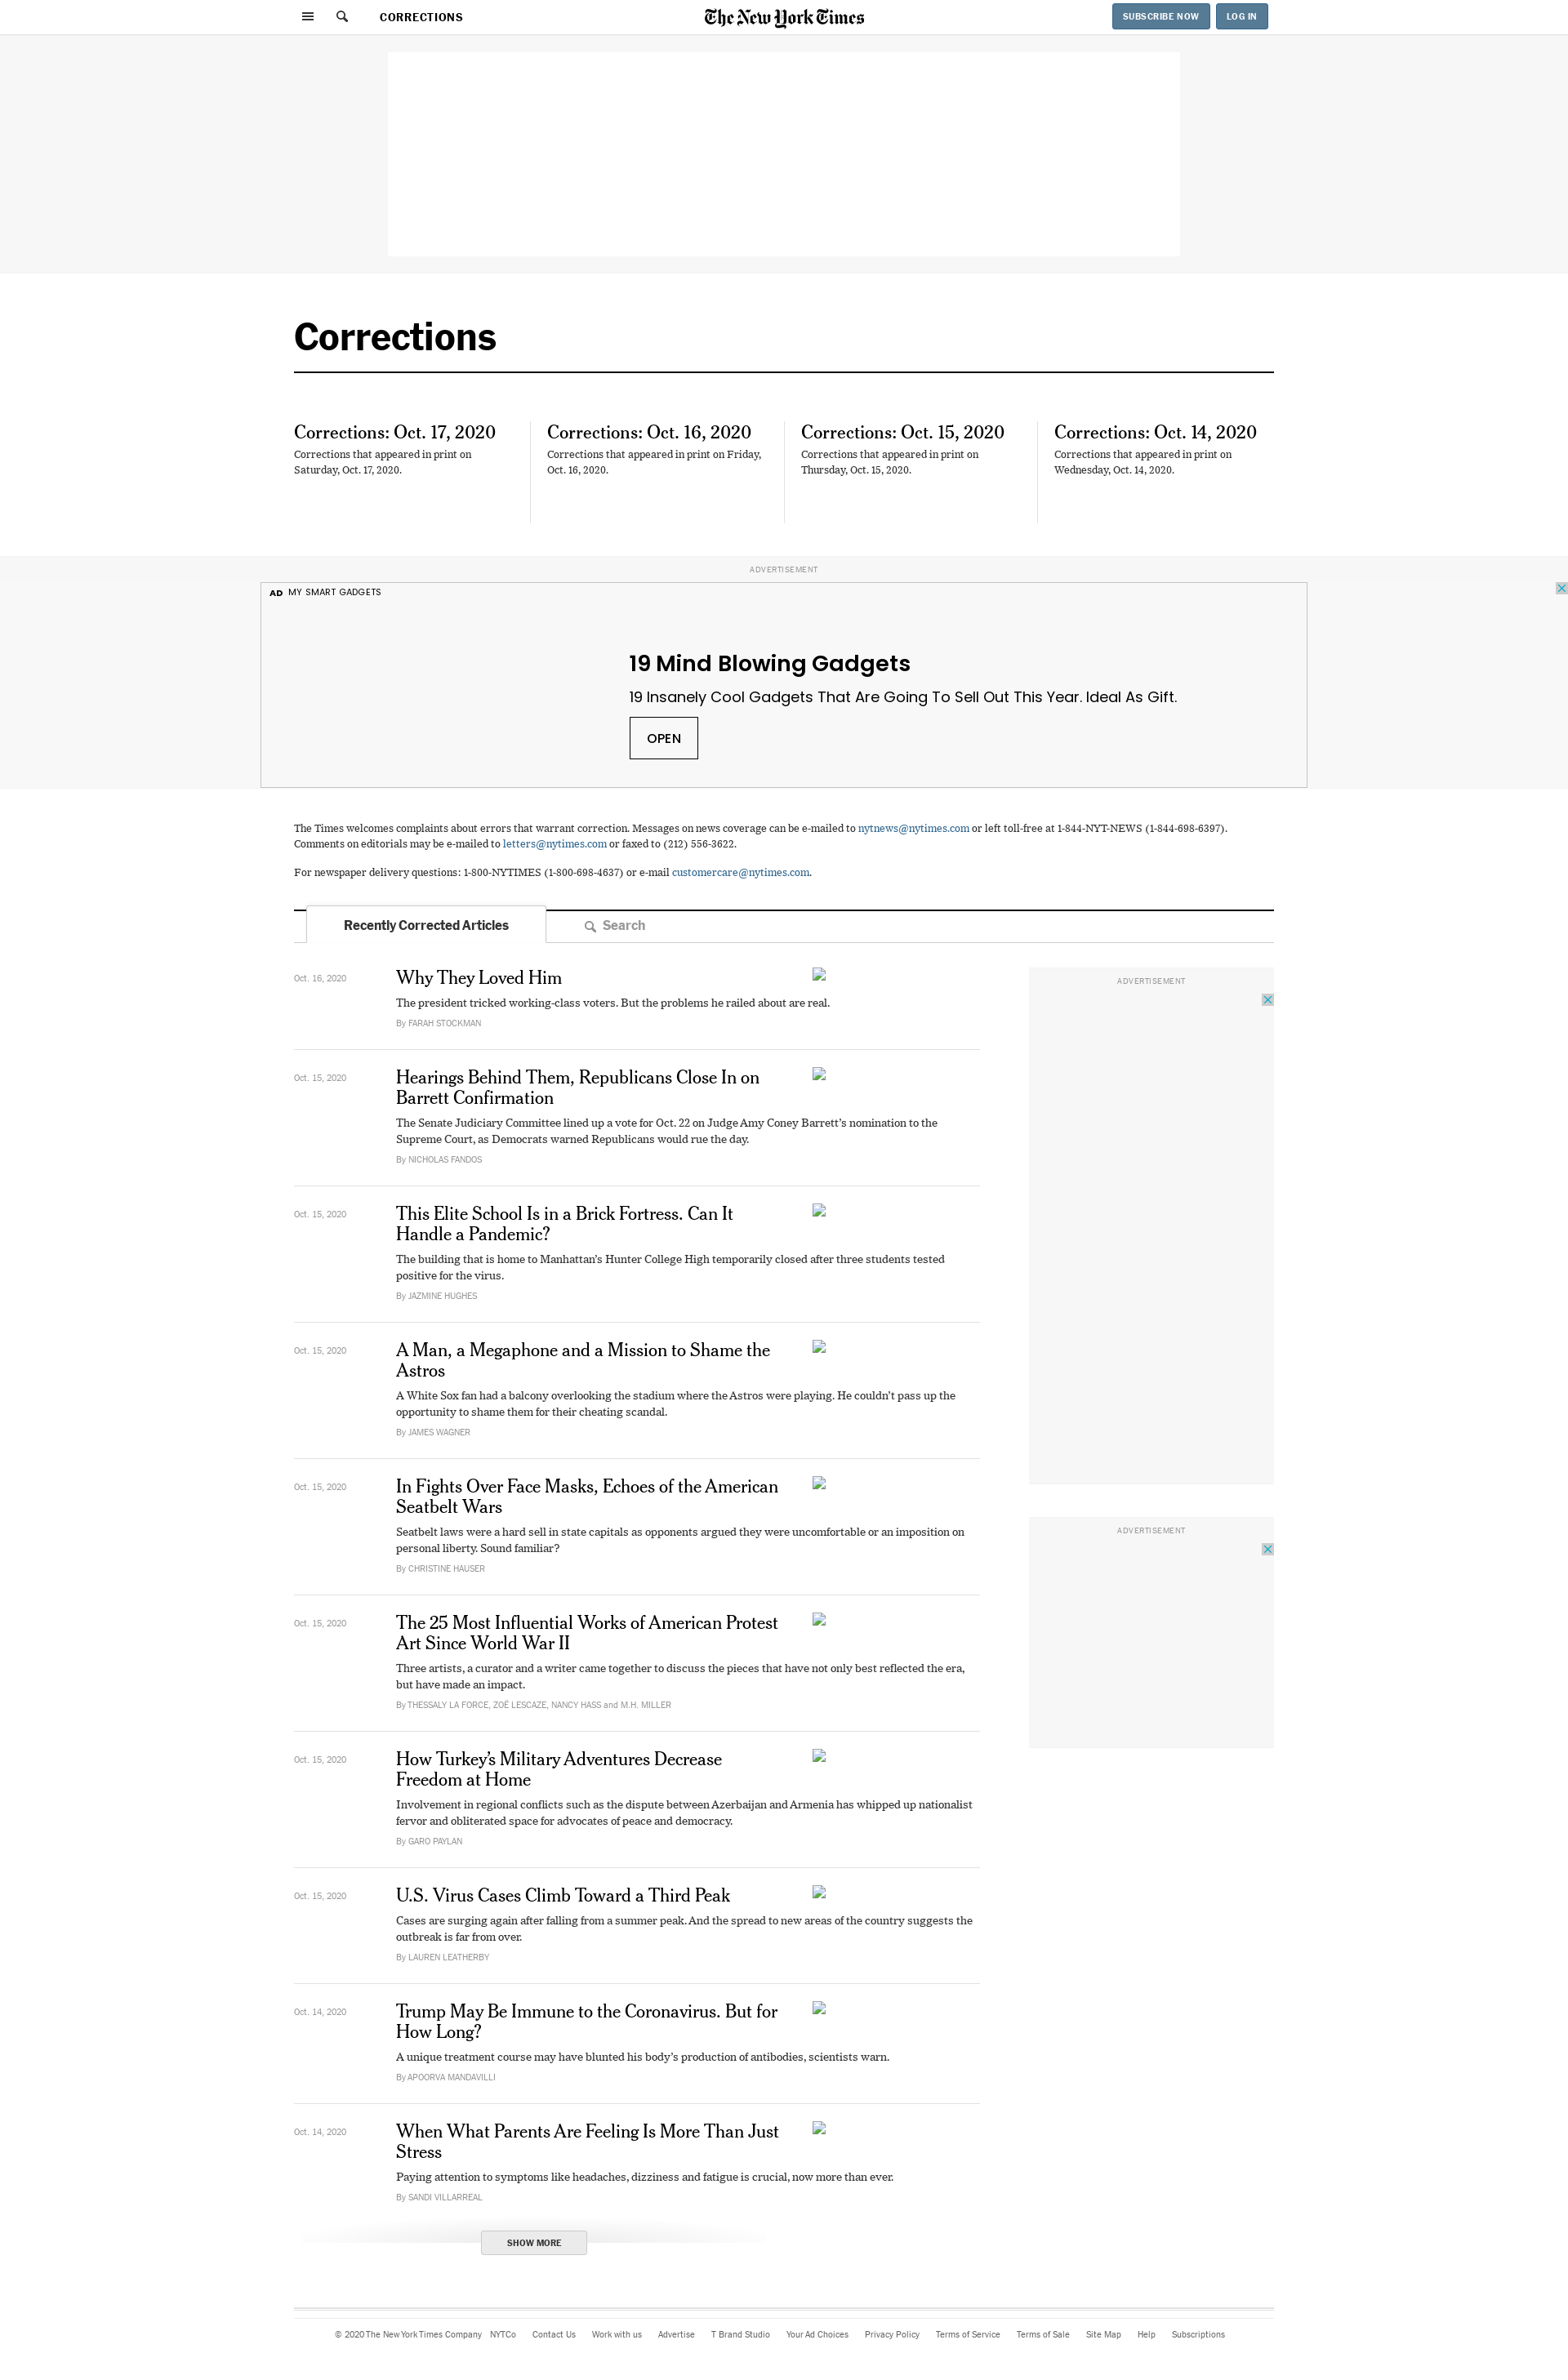 CORRECTIONS
The New York Times
SUBSCRIBE NOW
LOG IN
Corrections
Corrections: Oct. 17, 2020
Corrections that appeared in print on
Saturday, Oct. 17, 2020.
Corrections: Oct. 16, 2020
Corrections that appeared in print on Friday,
Oct. 16, 2020.
Corrections: Oct. 15, 2020
Corrections that appeared in print on
Thursday, Oct. 15, 2020.
Corrections: Oct. 14, 2020
Corrections that appeared in print on
Wednesday, Oct. 14, 2020.
ADVERTISEMENT
AD MY SMART GADGETS
19 Mind Blowing Gadgets
19 Insanely Cool Gadgets That Are Going To Sell Out This Year. Ideal As Gift.
OPEN
The Times welcomes complaints about errors that warrant correction. Messages on news coverage can be e-mailed to nytnews@nytimes.com or left toll-free at 1-844-NYT-NEWS (1-844-698-6397).
Comments on editorials may be e-mailed to letters@nytimes.com or faxed to (212) 556-3622.
For newspaper delivery questions: 1-800-NYTIMES (1-800-698-4637) or e-mail customercare@nytimes.com.
Recently Corrected Articles
Search
Oct. 16, 2020
Why They Loved Him
The president tricked working-class voters. But the problems he railed about are real.
By FARAH STOCKMAN
Oct. 15, 2020
Hearings Behind Them, Republicans Close In on
Barrett Confirmation
The Senate Judiciary Committee lined up a vote for Oct. 22 on Judge Amy Coney Barrett’s nomination to the
Supreme Court, as Democrats warned Republicans would rue the day.
By NICHOLAS FANDOS
Oct. 15, 2020
This Elite School Is in a Brick Fortress. Can It
Handle a Pandemic?
The building that is home to Manhattan’s Hunter College High temporarily closed after three students tested
positive for the virus.
By JAZMINE HUGHES
Oct. 15, 2020
A Man, a Megaphone and a Mission to Shame the
Astros
A White Sox fan had a balcony overlooking the stadium where the Astros were playing. He couldn’t pass up the
opportunity to shame them for their cheating scandal.
By JAMES WAGNER
Oct. 15, 2020
In Fights Over Face Masks, Echoes of the American
Seatbelt Wars
Seatbelt laws were a hard sell in state capitals as opponents argued they were uncomfortable or an imposition on
personal liberty. Sound familiar?
By CHRISTINE HAUSER
Oct. 15, 2020
The 25 Most Influential Works of American Protest
Art Since World War II
Three artists, a curator and a writer came together to discuss the pieces that have not only best reflected the era,
but have made an impact.
By THESSALY LA FORCE, ZOË LESCAZE, NANCY HASS and M.H. MILLER
Oct. 15, 2020
How Turkey’s Military Adventures Decrease
Freedom at Home
Involvement in regional conflicts such as the dispute between Azerbaijan and Armenia has whipped up nationalist
fervor and obliterated space for advocates of peace and democracy.
By GARO PAYLAN
Oct. 15, 2020
U.S. Virus Cases Climb Toward a Third Peak
Cases are surging again after falling from a summer peak. And the spread to new areas of the country suggests the
outbreak is far from over.
By LAUREN LEATHERBY
Oct. 14, 2020
Trump May Be Immune to the Coronavirus. But for
How Long?
A unique treatment course may have blunted his body’s production of antibodies, scientists warn.
By APOORVA MANDAVILLI
Oct. 14, 2020
When What Parents Are Feeling Is More Than Just
Stress
Paying attention to symptoms like headaches, dizziness and fatigue is crucial, now more than ever.
By SANDI VILLARREAL
ADVERTISEMENT
ADVERTISEMENT
SHOW MORE
© 2020 The New York Times Company NYTCo Contact Us Work with us Advertise T Brand Studio Your Ad Choices Privacy Policy Terms of Service Terms of Sale Site Map Help Subscriptions